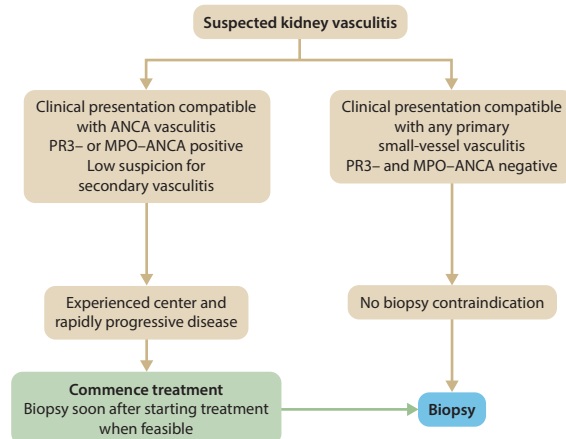 Suspected kidney vasculitis
Clinical presentation compatible
with ANCA vasculitis
PR3– or MPO–ANCA positive
Low suspicion for
secondary vasculitis
Clinical presentation compatible
with any primary
small-vessel vasculitis
PR3– and MPO–ANCA negative
Experienced center and
rapidly progressive disease
No biopsy contraindication
Commence treatment
Biopsy soon after starting treatment
when feasible
Biopsy